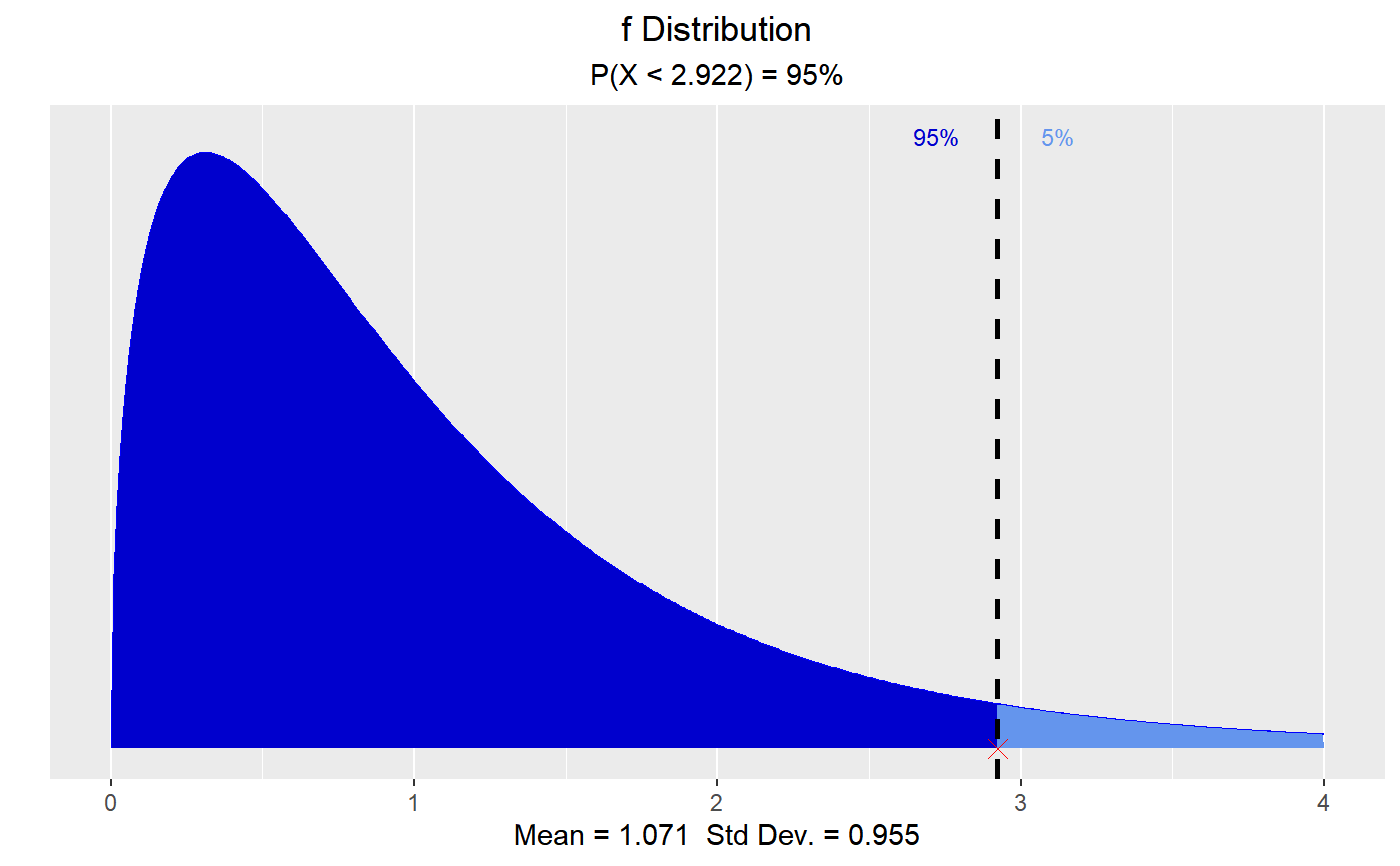 f Distribution
P(X < 2.922) = 95%
95% 5%
0 1 2 3 4
Mean = 1.071  Std Dev. = 0.955